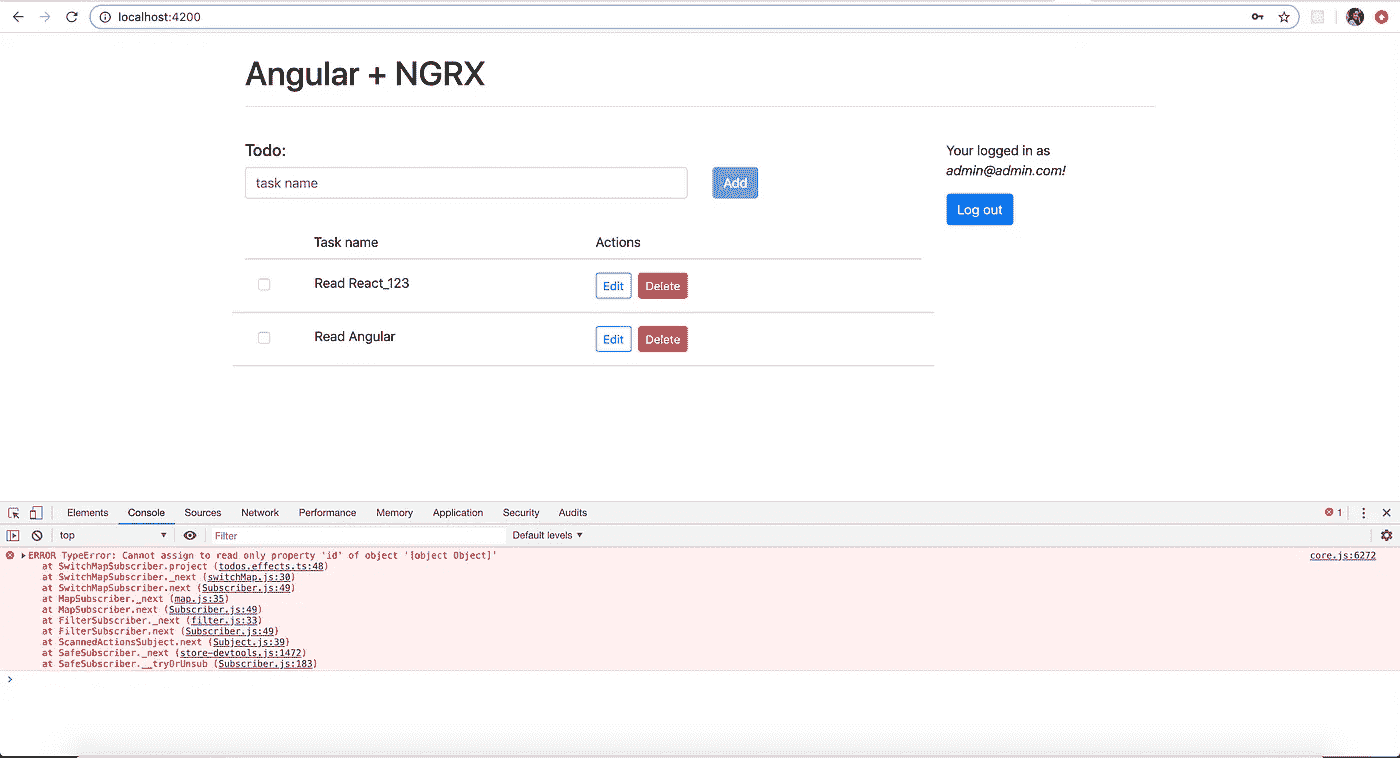 localhost:4200
Angular + NGRX
Todo:
task name
Add
Your logged in as
admin@admin.com!
Log out
Task name Actions
Read React_123 Edit Delete
Read Angular Edit Delete
Elements Console Sources Network Performance Memory Application Security Audits 1
top Filter Default levels
ERROR TypeError: Cannot assign to read only property 'id' of object '[object Object]' core.js:6272
at SwitchMapSubscriber.project (todos.effects.ts:48)
at SwitchMapSubscriber._next (switchMap.js:30)
at SwitchMapSubscriber.next (Subscriber.js:49)
at MapSubscriber._next (map.js:35)
at MapSubscriber.next (Subscriber.js:49)
at FilterSubscriber._next (filter.js:33)
at FilterSubscriber.next (Subscriber.js:49)
at ScannedActionsSubject.next (Subject.js:39)
at SafeSubscriber._next (store-devtools.js:1472)
at SafeSubscriber.__tryOrUnsub (Subscriber.js:183)